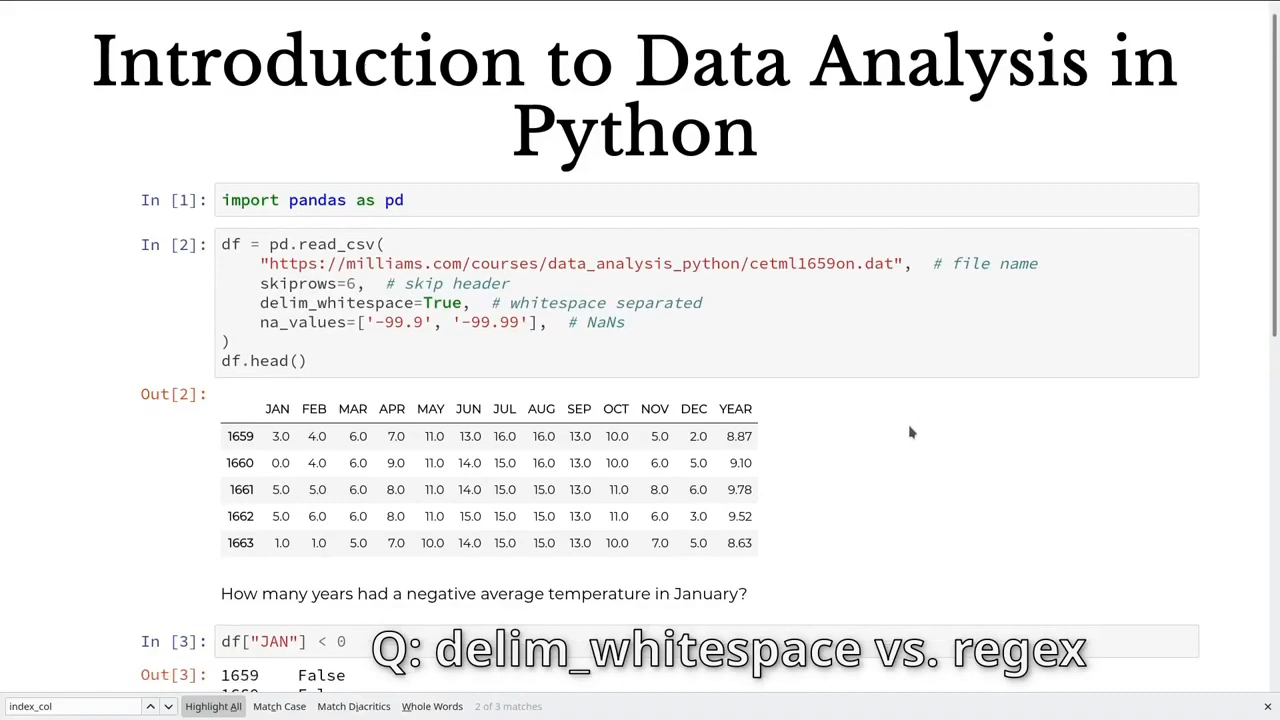 Introduction to Data Analysis in
Python
In [1]: import pandas as pd
In [2]: df = pd.read_csv(
"https://milliams.com/courses/data_analysis_python/cetml1659on.dat", # file name
skiprows=6, # skip header
delim_whitespace=True, # whitespace separated
na_values=['-99.9', '-99.99'], # NaNs
)
df.head()
Out[2]:
JAN FEB MAR APR MAY JUN JUL AUG SEP OCT NOV DEC YEAR
1659 3.0 4.0 6.0 7.0 11.0 13.0 16.0 16.0 13.0 10.0 5.0 2.0 8.87
1660 0.0 4.0 6.0 9.0 11.0 14.0 15.0 16.0 13.0 10.0 6.0 5.0 9.10
1661 5.0 5.0 6.0 8.0 11.0 14.0 15.0 15.0 13.0 11.0 8.0 6.0 9.78
1662 5.0 6.0 6.0 8.0 11.0 15.0 15.0 15.0 13.0 11.0 6.0 3.0 9.52
1663 1.0 1.0 5.0 7.0 10.0 14.0 15.0 15.0 13.0 10.0 7.0 5.0 8.63
How many years had a negative average temperature in January?
In [3]: df["JAN"] < 0
Q: delim_whitespace vs. regex
Out[3]: 1659 False
index_col Highlight All Match Case Match Diacritics Whole Words 2 of 3 matches